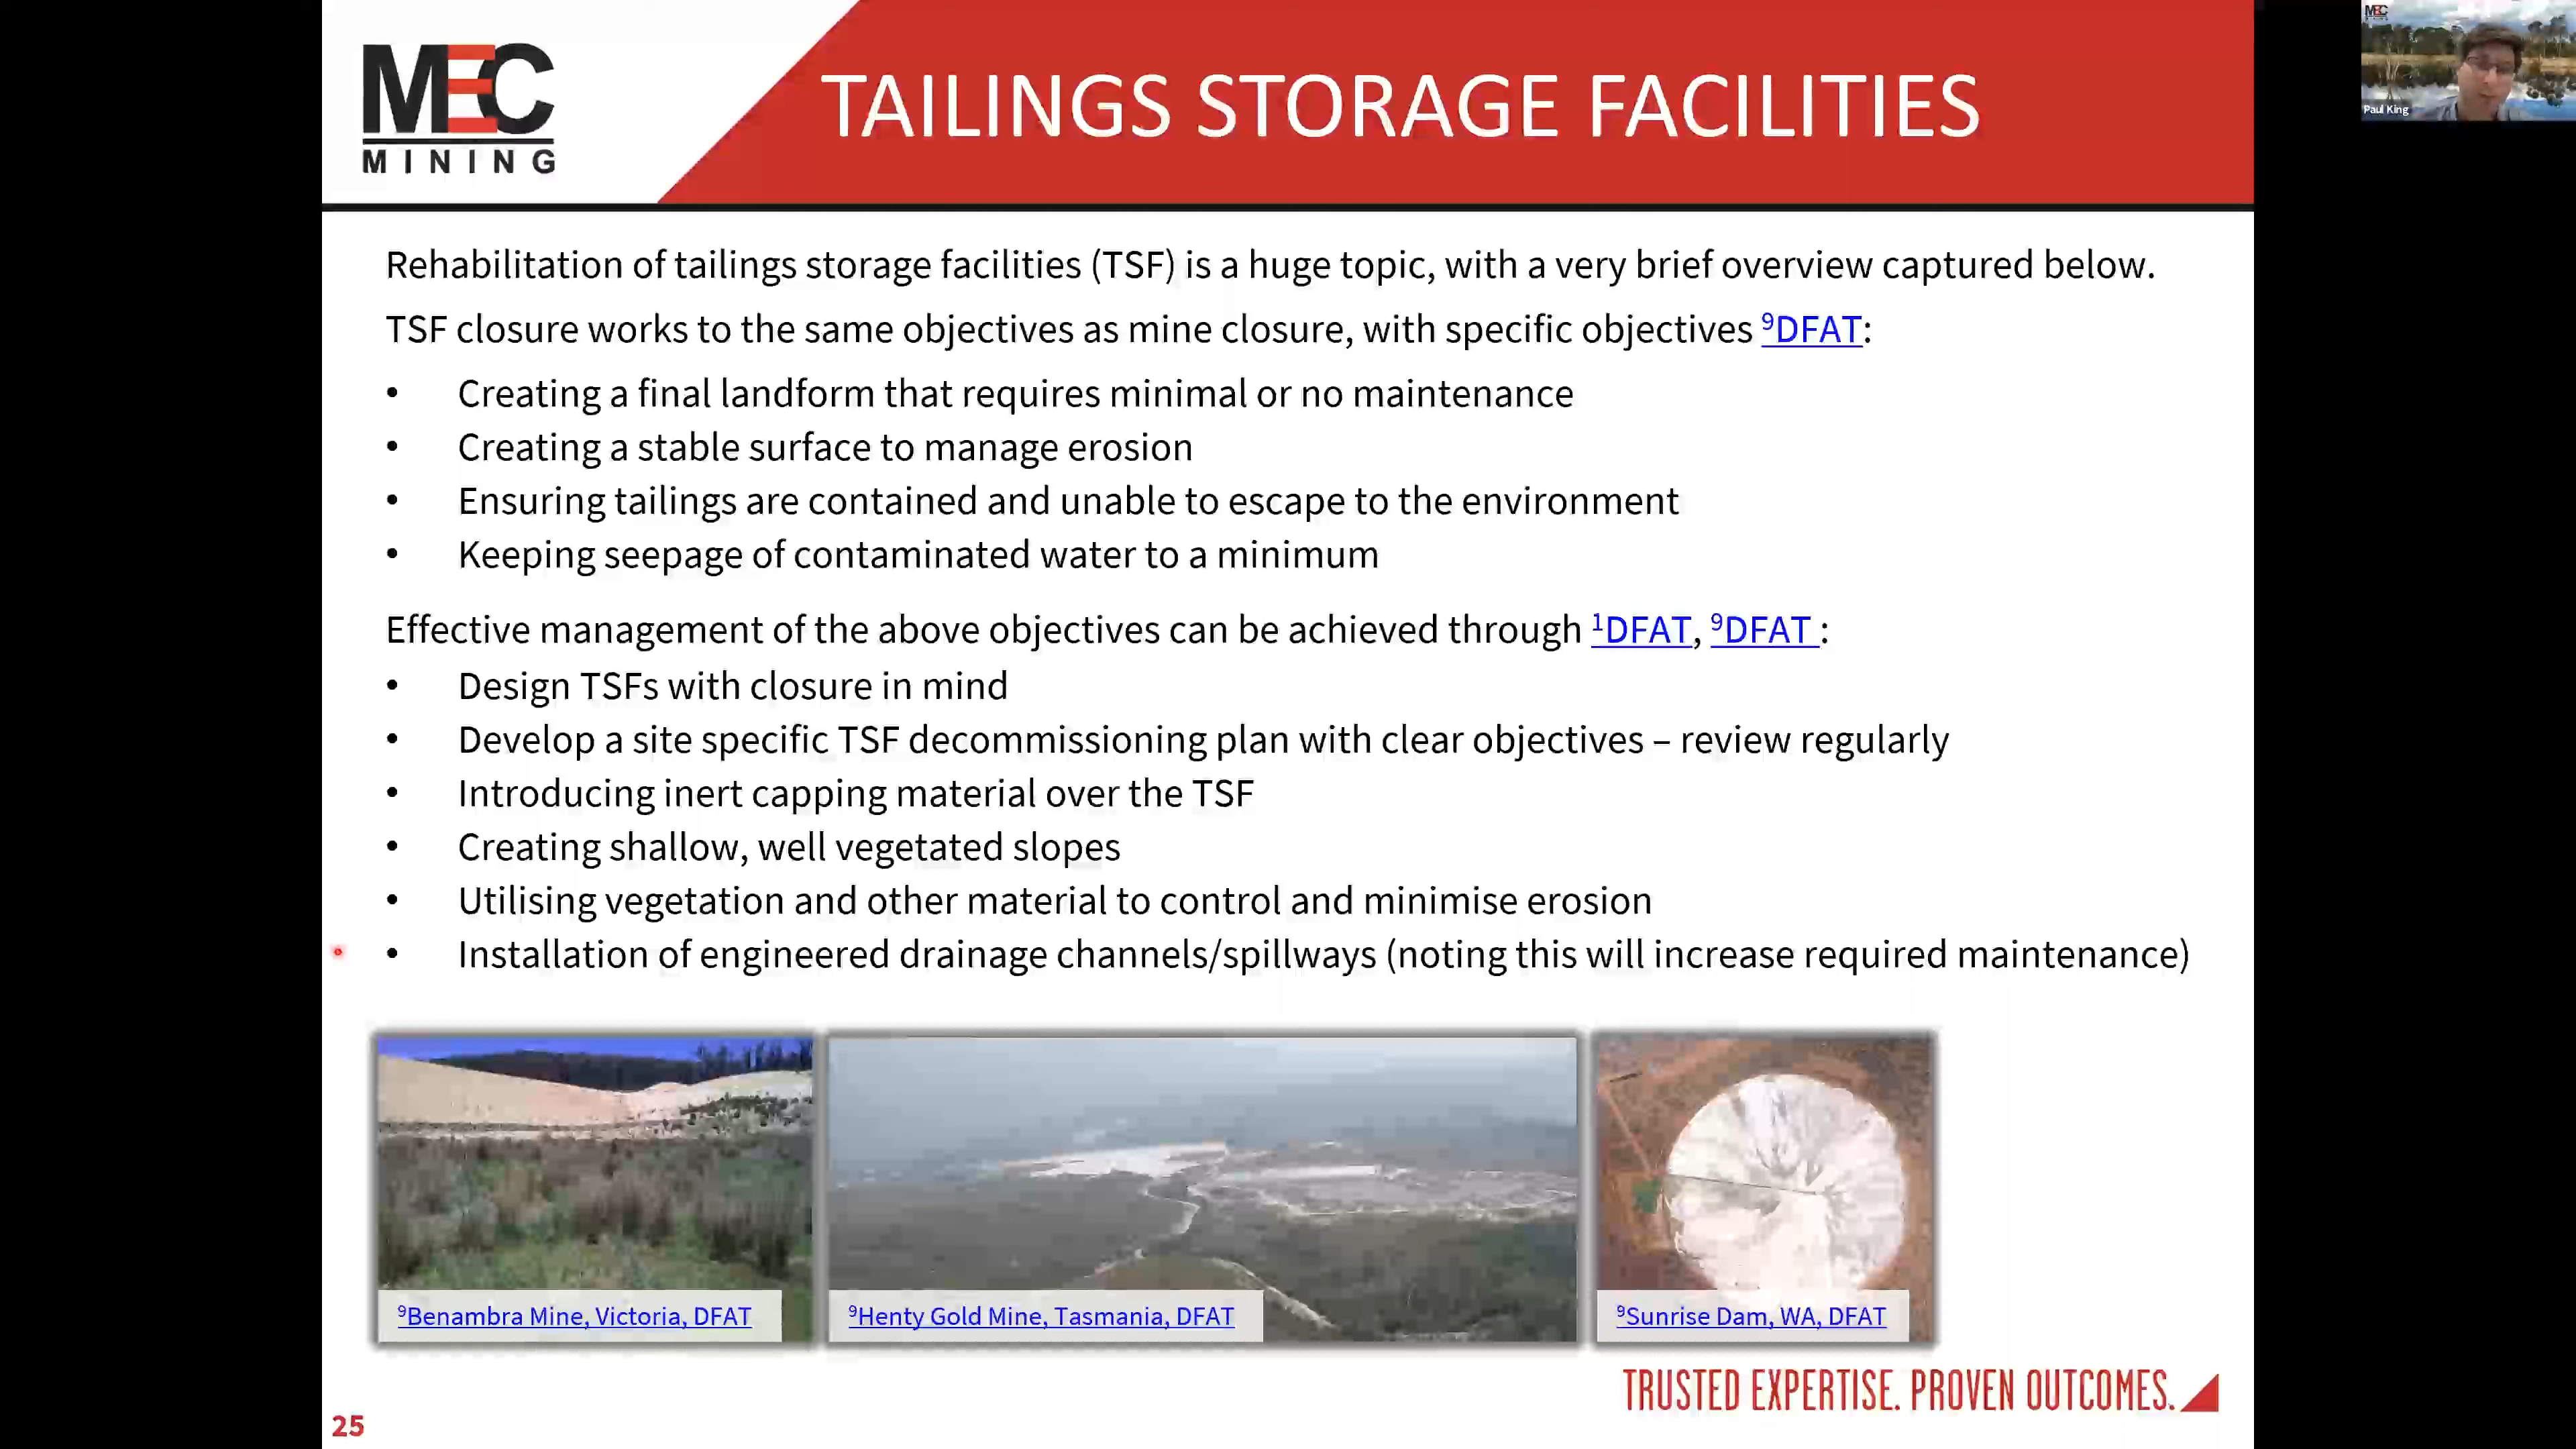 MEC
MINING
TAILINGS STORAGE FACILITIES
MEC
Paul King
Rehabilitation of tailings storage facilities (TSF) is a huge topic, with a very brief overview captured below.
TSF closure works to the same objectives as mine closure, with specific objectives ⁹DFAT:
• Creating a final landform that requires minimal or no maintenance
• Creating a stable surface to manage erosion
• Ensuring tailings are contained and unable to escape to the environment
• Keeping seepage of contaminated water to a minimum
Effective management of the above objectives can be achieved through ¹DFAT, ⁹DFAT :
• Design TSFs with closure in mind
• Develop a site specific TSF decommissioning plan with clear objectives – review regularly
• Introducing inert capping material over the TSF
• Creating shallow, well vegetated slopes
• Utilising vegetation and other material to control and minimise erosion
• Installation of engineered drainage channels/spillways (noting this will increase required maintenance)
⁹Benambra Mine, Victoria, DFAT
⁹Henty Gold Mine, Tasmania, DFAT
⁹Sunrise Dam, WA, DFAT
TRUSTED EXPERTISE. PROVEN OUTCOMES.
25